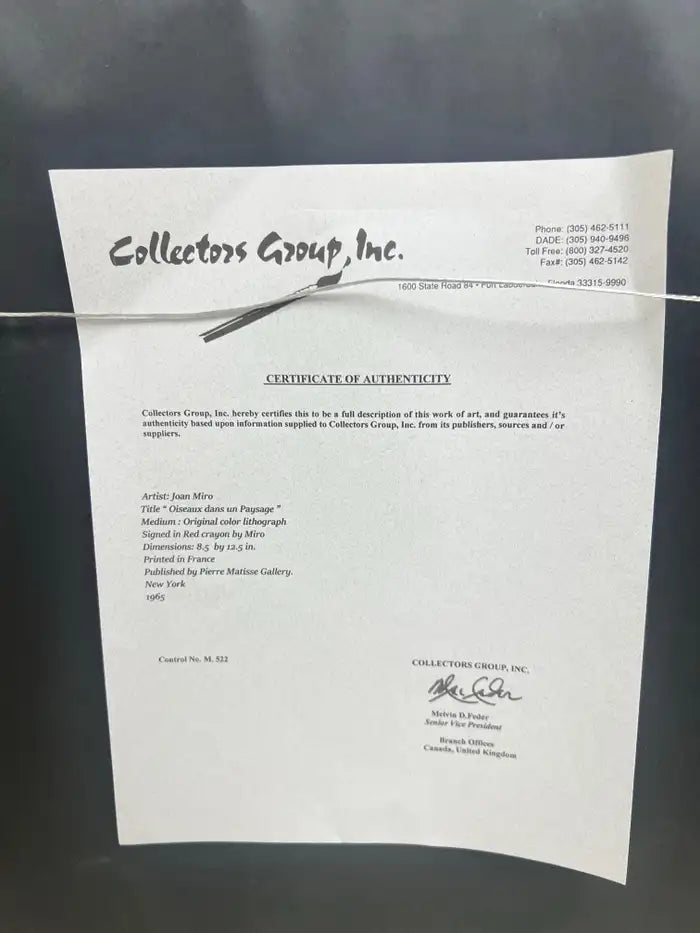 Collectors Group, Inc.
Phone: (305) 462-5111
DADE: (305) 940-9496
Toll Free: (800) 327-4520
Fax#: (305) 462-5142
1600 State Road 84 • Fort Florida 33315-9990
CERTIFICATE OF AUTHENTICITY
Collectors Group, Inc. hereby certifies this to be a full description of this work of art, and guarantees it's
authenticity based upon information supplied to Collectors Group, Inc. from its publishers, sources and / or
suppliers.
Artist: Joan Miro
Title “ Oiseaux dans un Paysage ”
Medium : Original color lithograph
Signed in Red crayon by Miro
Dimensions: 8.5 by 12.5 in.
Printed in France
Published by Pierre Matisse Gallery.
New York
1965
Control No. M. 522
COLLECTORS GROUP, INC.
Melvin D.Feder
Senior Vice President
Branch Offices
Canada, United Kingdom